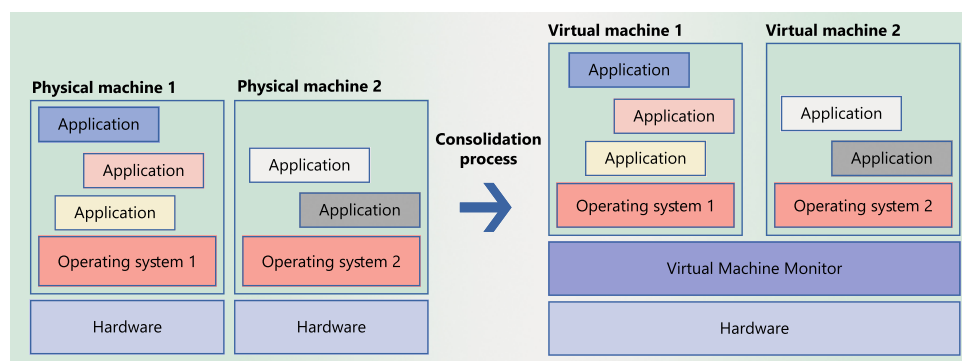 Physical machine 1
Application
Application
Application
Operating system 1
Hardware
Physical machine 2
Application
Application
Operating system 2
Hardware
Consolidation
process
Virtual machine 1
Application
Application
Application
Operating system 1
Virtual machine 2
Application
Application
Operating system 2
Virtual Machine Monitor
Hardware